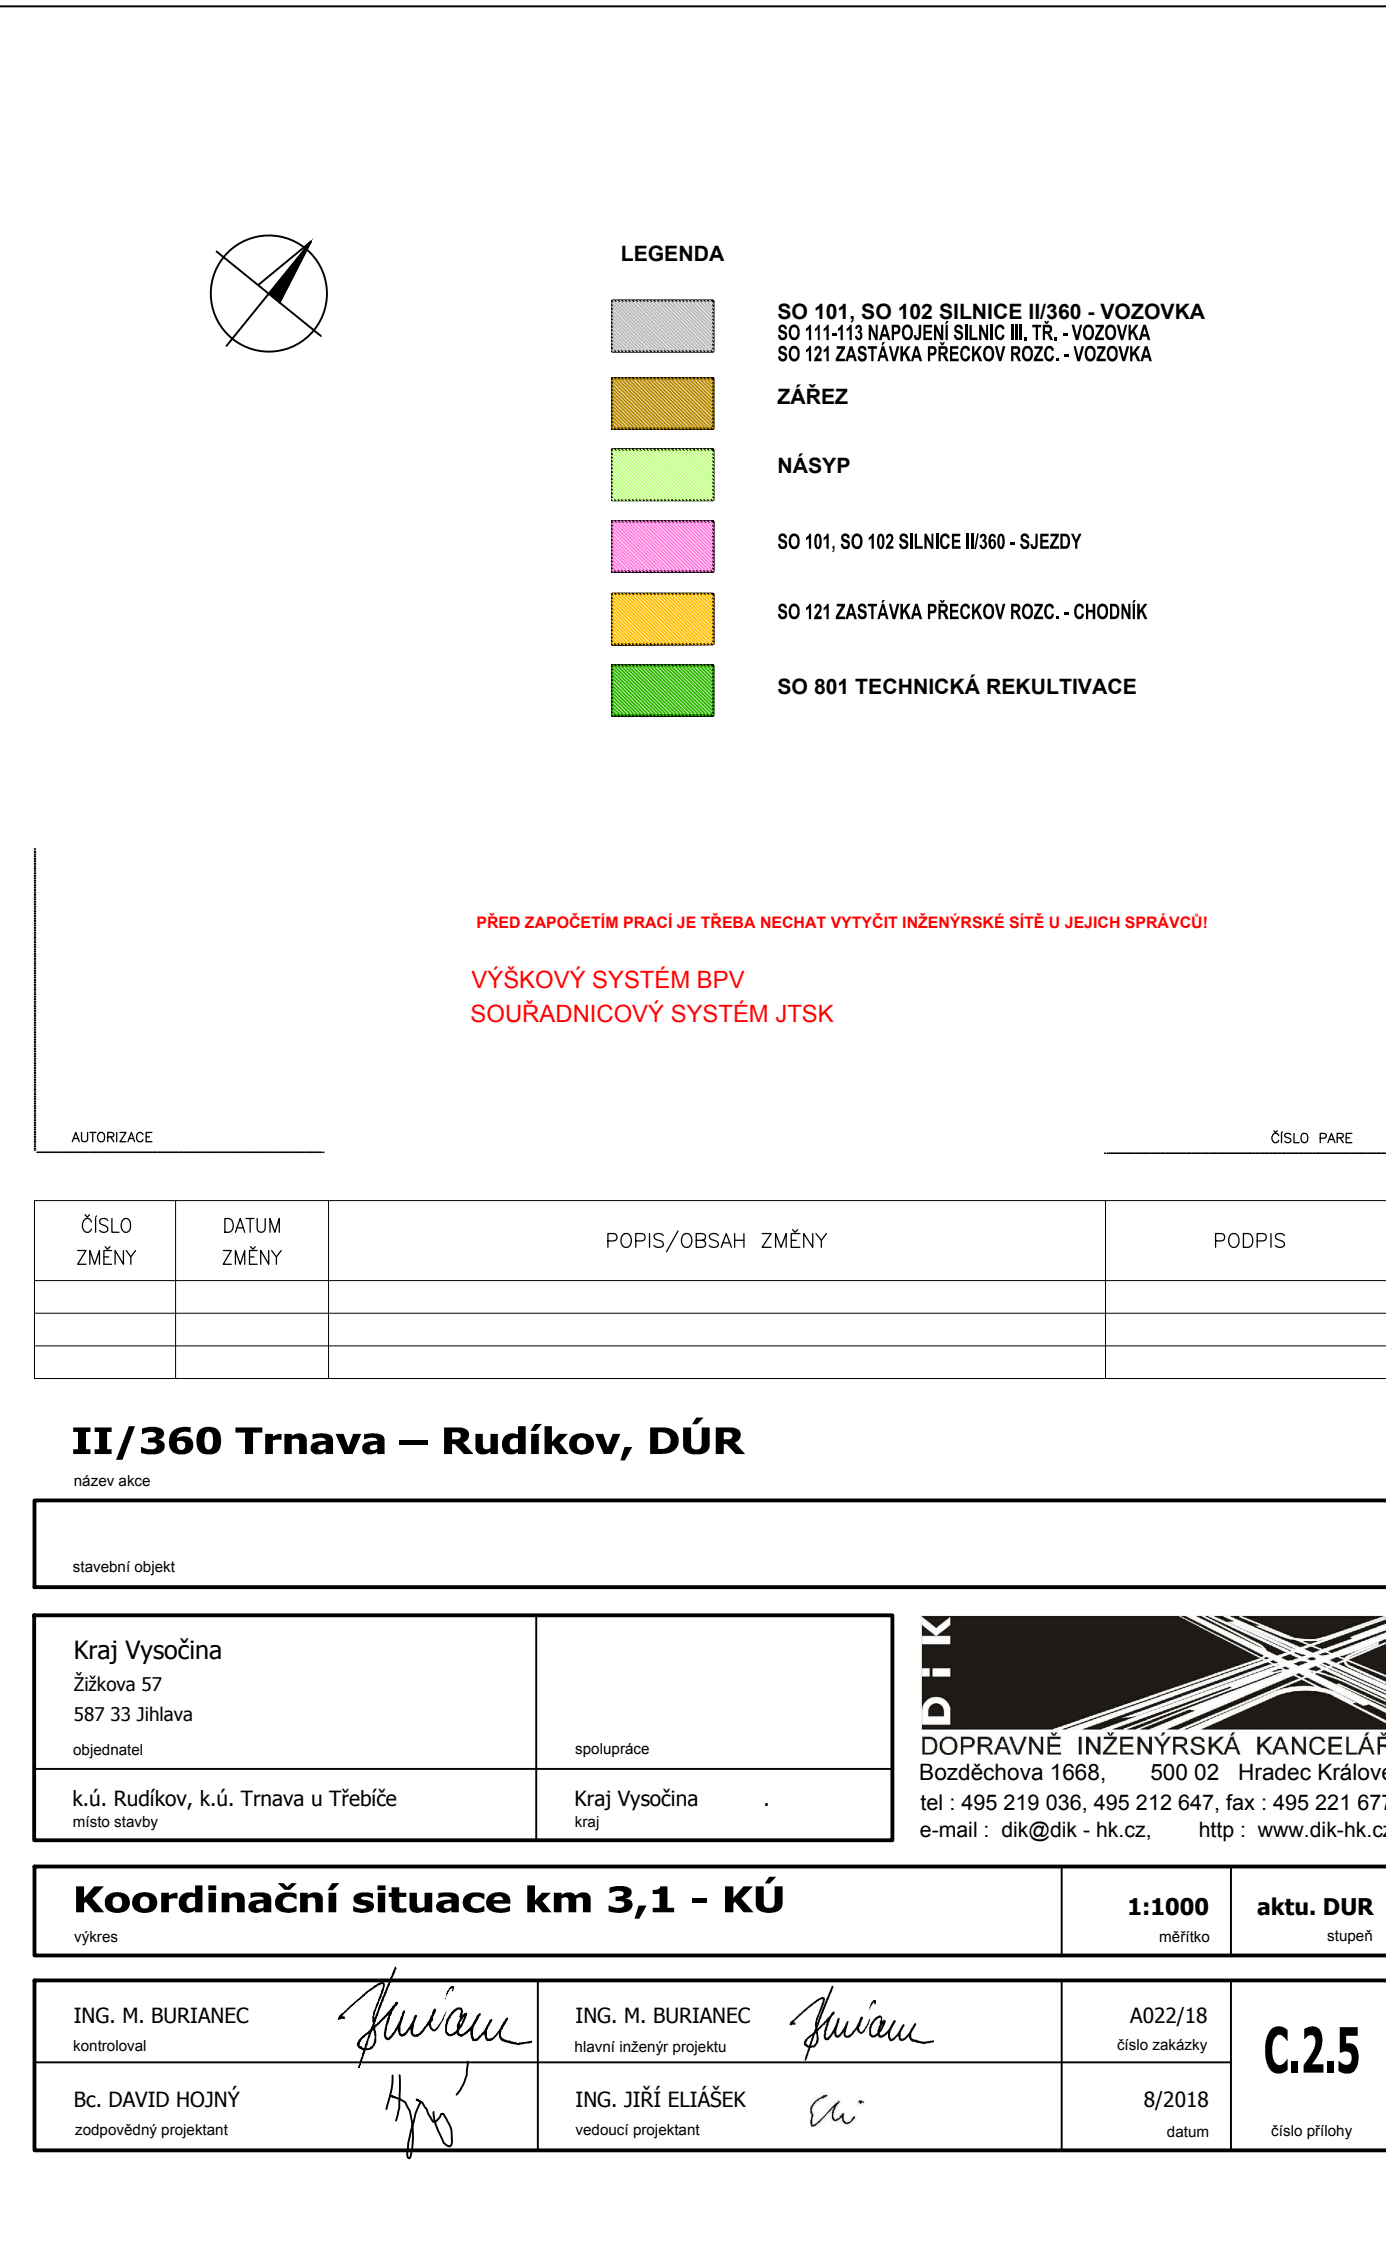 LEGENDA
SO 101, SO 102 SILNICE II/360 - VOZOVKA
SO 111-113 NAPOJENÍ SILNIC III. TŘ. - VOZOVKA
SO 121 ZASTÁVKA PŘECKOV ROZC. - VOZOVKA
ZÁŘEZ
NÁSYP
SO 101, SO 102 SILNICE II/360 - SJEZDY
SO 121 ZASTÁVKA PŘECKOV ROZC. - CHODNÍK
SO 801 TECHNICKÁ REKULTIVACE
PŘED ZAPOČETÍM PRACÍ JE TŘEBA NECHAT VYTYČIT INŽENÝRSKÉ SÍTĚ U JEJICH SPRÁVCŮ!
VÝŠKOVÝ SYSTÉM BPV
SOUŘADNICOVÝ SYSTÉM JTSK
AUTORIZACE
ČÍSLO PARE
ČÍSLO ZMĚNY
DATUM ZMĚNY
POPIS/OBSAH ZMĚNY
PODPIS
II/360 Trnava – Rudíkov, DÚR
název akce
stavební objekt
Kraj Vysočina
Žižkova 57
587 33 Jihlava
objednatel
spolupráce
k.ú. Rudíkov, k.ú. Trnava u Třebíče
místo stavby
Kraj Vysočina .
kraj
DiK
DOPRAVNĚ INŽENÝRSKÁ KANCELÁŘ
Bozděchova 1668, 500 02 Hradec Králové
tel : 495 219 036, 495 212 647, fax : 495 221 677
e-mail : dik@dik - hk.cz, http : www.dik-hk.cz
Koordinační situace km 3,1 - KÚ
výkres
1:1000
měřítko
aktu. DUR
stupeň
ING. M. BURIANEC
kontroloval
ING. M. BURIANEC
hlavní inženýr projektu
A022/18
číslo zakázky
Bc. DAVID HOJNÝ
zodpovědný projektant
ING. JIŘÍ ELIÁŠEK
vedoucí projektant
8/2018
datum
C.2.5
číslo přílohy